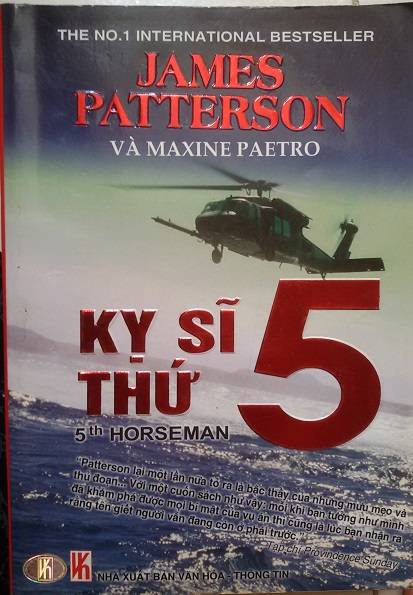 THE NO.1 INTERNATIONAL BESTSELLER
JAMES
PATTERSON
VÀ MAXINE PAETRO
KỴ SĨ
THỨ 5
5th HORSEMAN
"Patterson lại một lần nữa tỏ ra là bậc thầy của những mưu mẹo và
thủ đoạn... Với một cuốn sách như vậy: mỗi khi bạn tưởng như mình
đã khám phá được mọi bí mật của vụ án thì cũng là lúc bạn nhận ra
rằng tên giết người vẫn đang còn ở phải trước."
Tạp chí Provindence Sunday
NHÀ XUẤT BẢN VĂN HÓA - THÔNG TIN